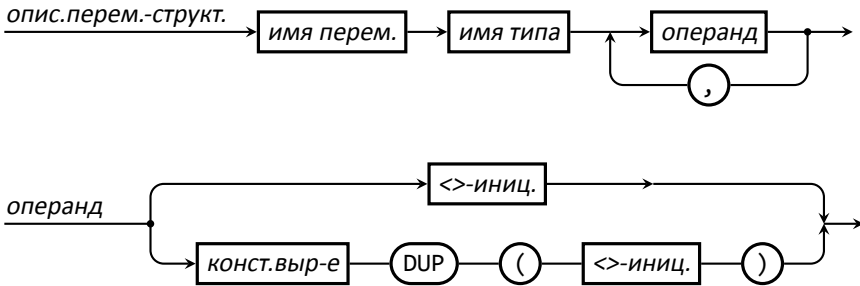 опис.перем.-структ. имя перем. имя типа операнд
,
<>-иниц.
операнд
конст.выр-е DUP ( <>-иниц. )